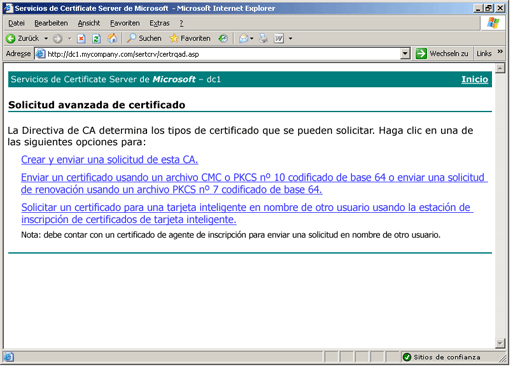 Servicios de Certificate Server de Microsoft - Microsoft Internet Explorer
Datei Bearbeiten Ansicht Favoriten Extras ?
Zurück Suchen Favoriten
Adresse http://dc1.mycompany.com/sertcrv/certrqad.asp Wechseln zu Links »
Servicios de Certificate Server de Microsoft – dc1 Inicio
Solicitud avanzada de certificado
La Directiva de CA determina los tipos de certificado que se pueden solicitar. Haga clic en una de
las siguientes opciones para:
Crear y enviar una solicitud de esta CA.
Enviar un certificado usando un archivo CMC o PKCS nº 10 codificado de base 64 o enviar una solicitud
de renovación usando un archivo PKCS nº 7 codificado de base 64.
Solicitar un certificado para una tarjeta inteligente en nombre de otro usuario usando la estación de
inscripción de certificados de tarjeta inteligente.
Nota: debe contar con un certificado de agente de inscripción para enviar una solicitud en nombre de otro usuario.
Sitios de confianza